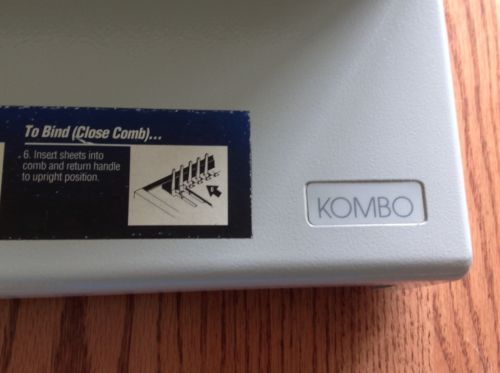 To Bind (Close Comb)...
6. Insert sheets into
comb and return handle
to upright position.
KOMBO